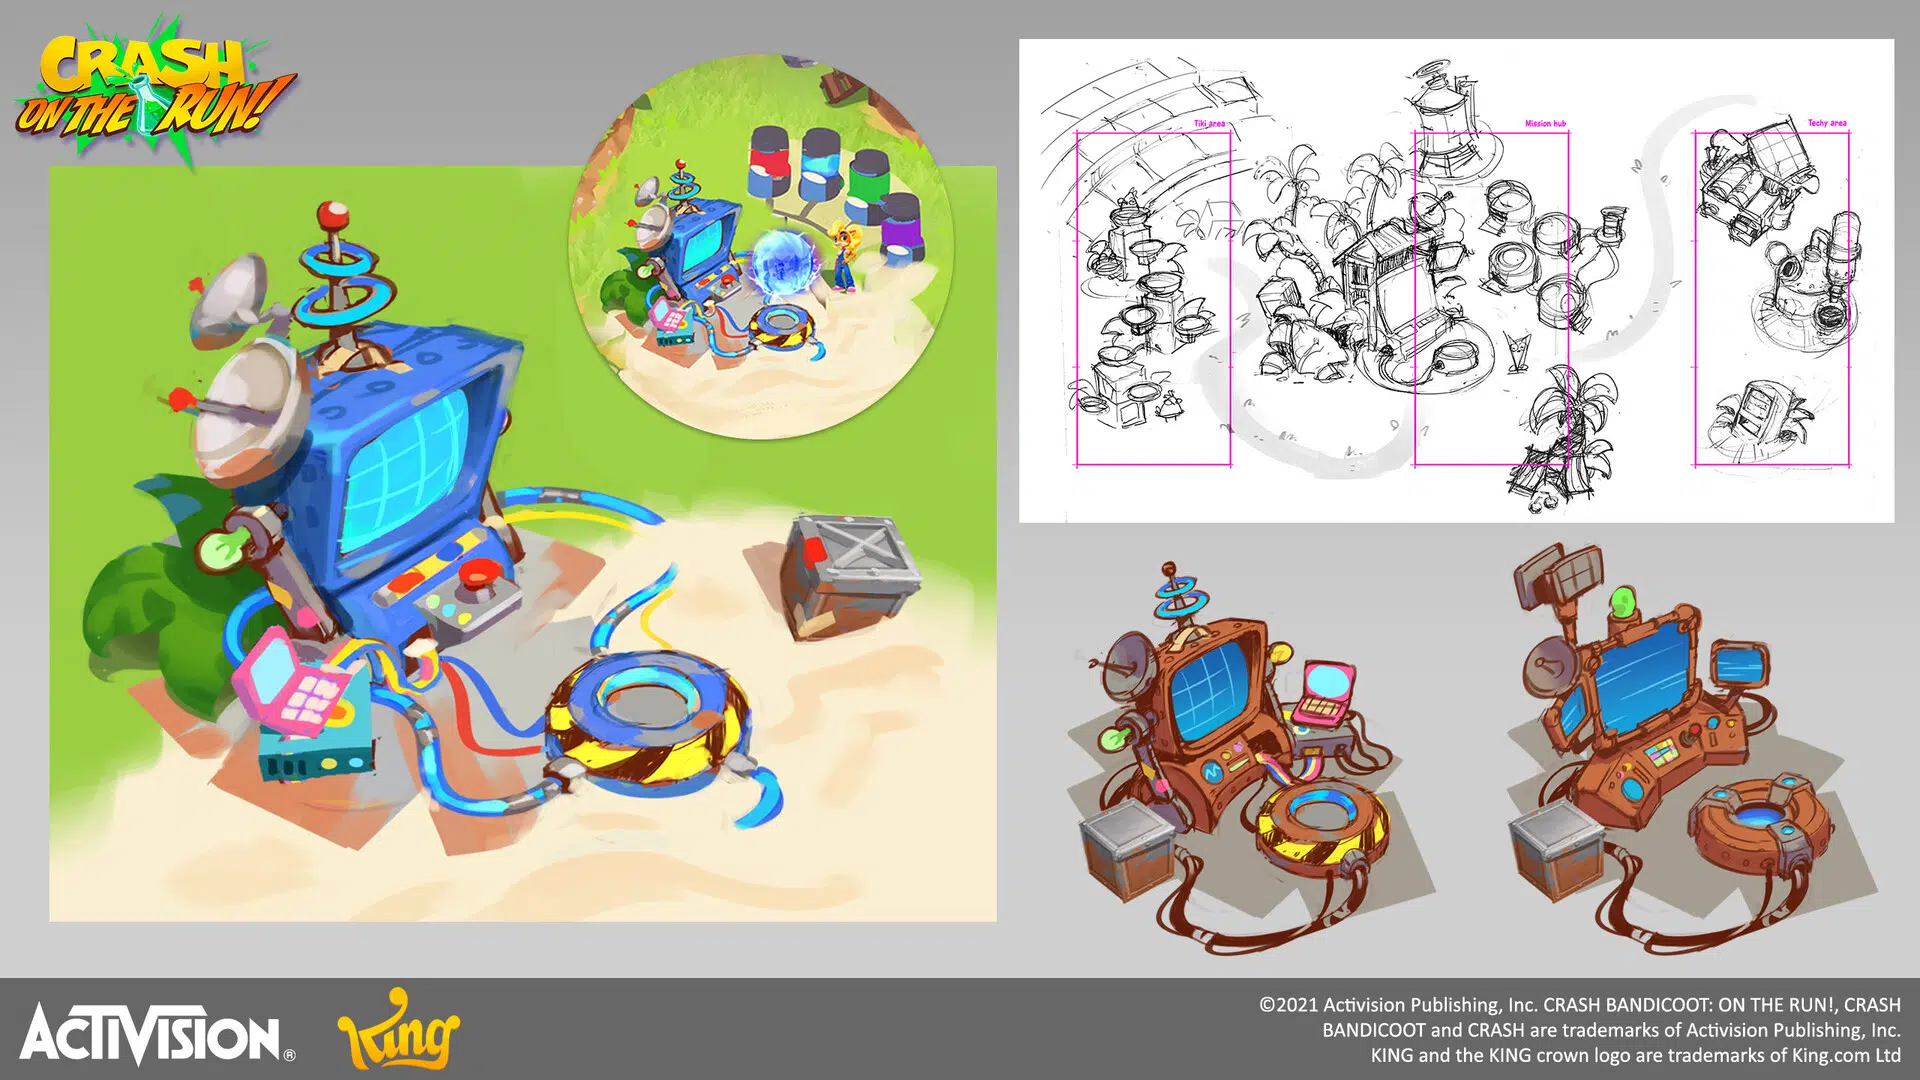 CRASH
ON THE RUN!
Tiki area
Mission hub
Techy area
ACTIVISION®
King
©2021 Activision Publishing, Inc. CRASH BANDICOOT: ON THE RUN!, CRASH
BANDICOOT and CRASH are trademarks of Activision Publishing, Inc.
KING and the KING crown logo are trademarks of King.com Ltd